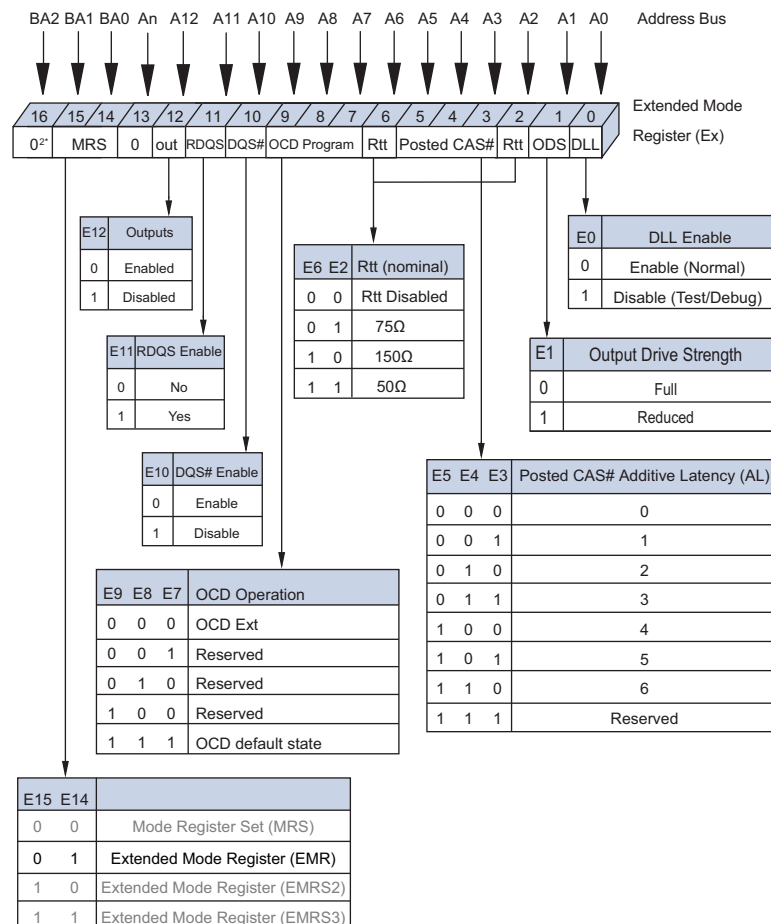 BA2 BA1 BA0 An A12 A11 A10 A9 A8 A7 A6 A5 A4 A3 A2 A1 A0 Address Bus
16 15 14 13 12 11 10 9 8 7 6 5 4 3 2 1 0 Extended Mode
Register (Ex)
0²* MRS 0 out RDQS DQS# OCD Program Rtt Posted CAS# Rtt ODS DLL
E12 Outputs
0 Enabled
1 Disabled
E6 E2 Rtt (nominal)
0 0 Rtt Disabled
0 1 75Ω
1 0 150Ω
1 1 50Ω
E0 DLL Enable
0 Enable (Normal)
1 Disable (Test/Debug)
E11 RDQS Enable
0 No
1 Yes
E1 Output Drive Strength
0 Full
1 Reduced
E10 DQS# Enable
0 Enable
1 Disable
E5 E4 E3 Posted CAS# Additive Latency (AL)
0 0 0 0
0 0 1 1
0 1 0 2
0 1 1 3
1 0 0 4
1 0 1 5
1 1 0 6
1 1 1 Reserved
E9 E8 E7 OCD Operation
0 0 0 OCD Ext
0 0 1 Reserved
0 1 0 Reserved
1 0 0 Reserved
1 1 1 OCD default state
E15 E14
0 0 Mode Register Set (MRS)
0 1 Extended Mode Register (EMR)
1 0 Extended Mode Register (EMRS2)
1 1 Extended Mode Register (EMRS3)